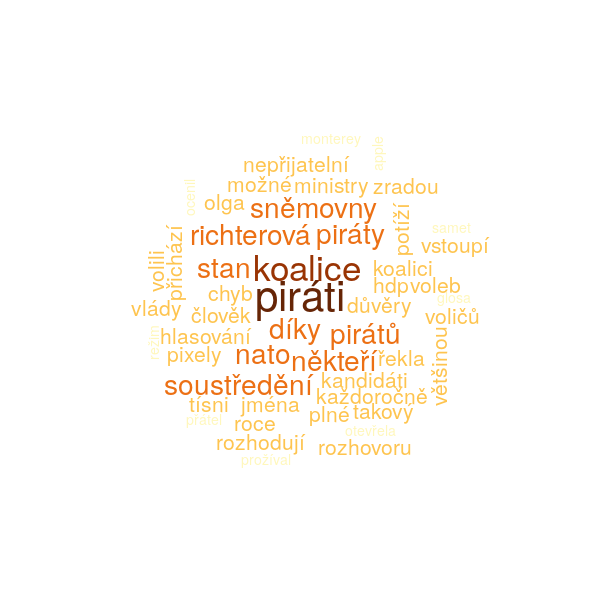 monterey
apple
nepřijatelní
možné ministry zradou
ocenil
olga sněmovny potíží
richterová piráty
samet
vstoupí
volili přichází
stan koalice koalici
chyb piráti hdp voleb
glosa
vlády člověk důvěry voličů
hlasování díky pirátů
režim
pixely nato někteří řekla většinou
soustředění kandidáti
každoročně
tísni jména plné takový
přátel roce
otevřela
rozhodují rozhovoru
prožíval